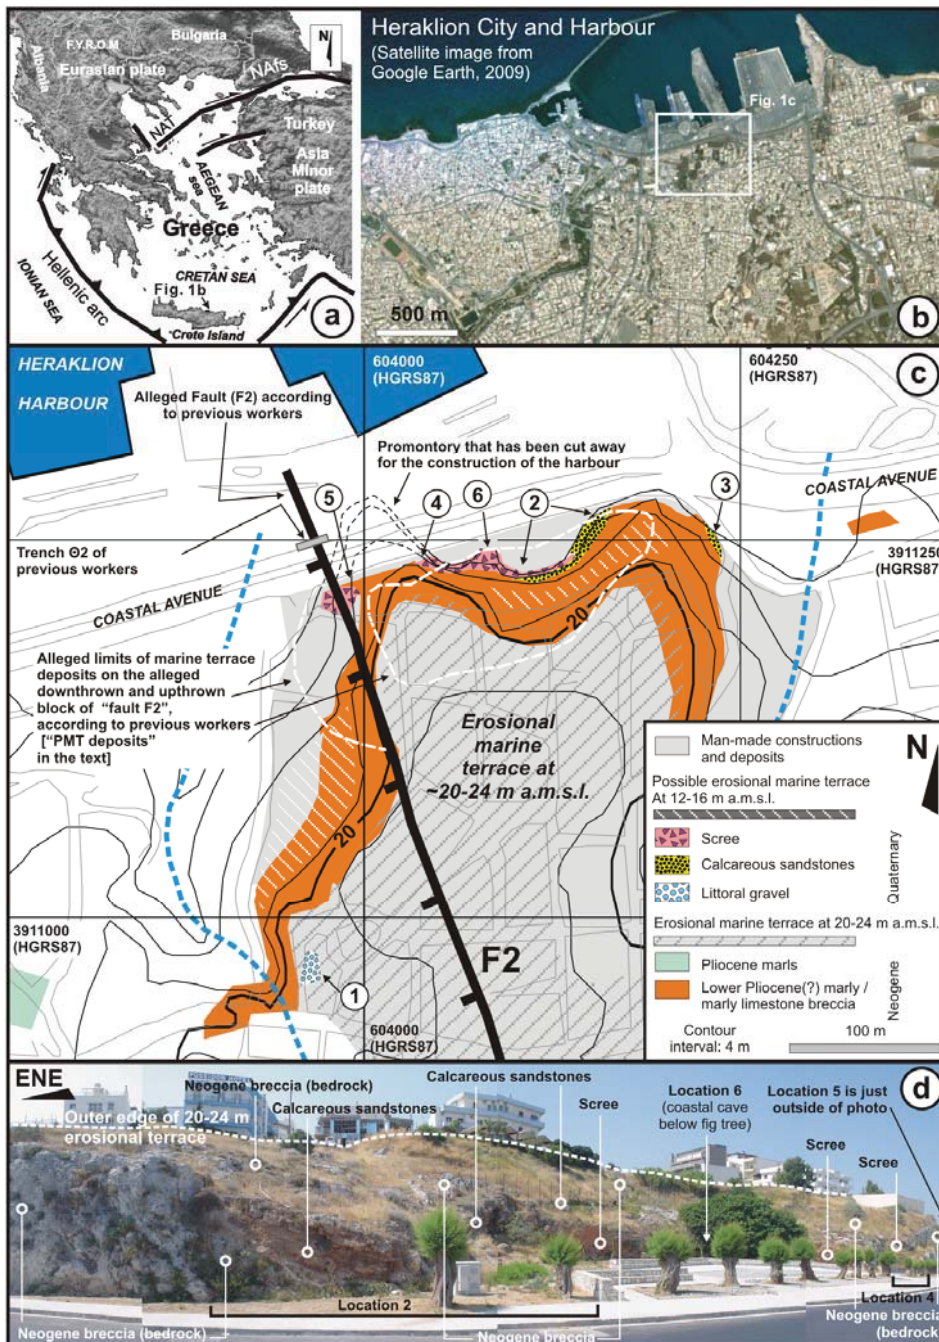 F.Y.R.O.M
Bulgaria
N
Albania
Eurasian plate
NAfs
NAT
Turkey
AEGEAN
sea
Asia
Minor
plate
Greece
Hellenic arc
IONIAN SEA
CRETAN SEA
Fig. 1b
Crete Island
a
Heraklion City and Harbour
(Satellite image from
Google Earth, 2009)
Fig. 1c
500 m
b
HERAKLION
HARBOUR
604000
(HGRS87)
604250
(HGRS87)
c
Alleged Fault (F2) according
to previous workers
Promontory that has been cut away
for the construction of the harbour
5
4
6
2
3
COASTAL AVENUE
Trench Θ2 of
previous workers
3911250
(HGRS87)
COASTAL AVENUE
20
Alleged limits of marine terrace
deposits on the alleged
downthrown and upthrown
block of "fault F2",
according to previous workers
["PMT deposits"
in the text]
Erosional
marine
terrace at
~20-24 m a.m.s.l.
20
3911000
(HGRS87)
1
F2
604000
(HGRS87)
N
Man-made constructions
and deposits
Possible erosional marine terrace
At 12-16 m a.m.s.l.
Scree
Calcareous sandstones
Littoral gravel
Quaternary
Erosional marine terrace at 20-24 m a.m.s.l.
Pliocene marls
Lower Pliocene(?) marly /
marly limestone breccia
Neogene
Contour
interval: 4 m
100 m
ENE
d
POSEIDON HOTEL
Neogene breccia (bedrock)
Calcareous sandstones
Calcareous sandstones
Scree
Location 6
(coastal cave
below fig tree)
Location 5 is just
outside of photo
Outer edge of 20-24 m
erosional terrace
Scree
Scree
Location 2
Location 4
Neogene breccia (bedrock)
Neogene breccia
Neogene breccia
(bedrock)